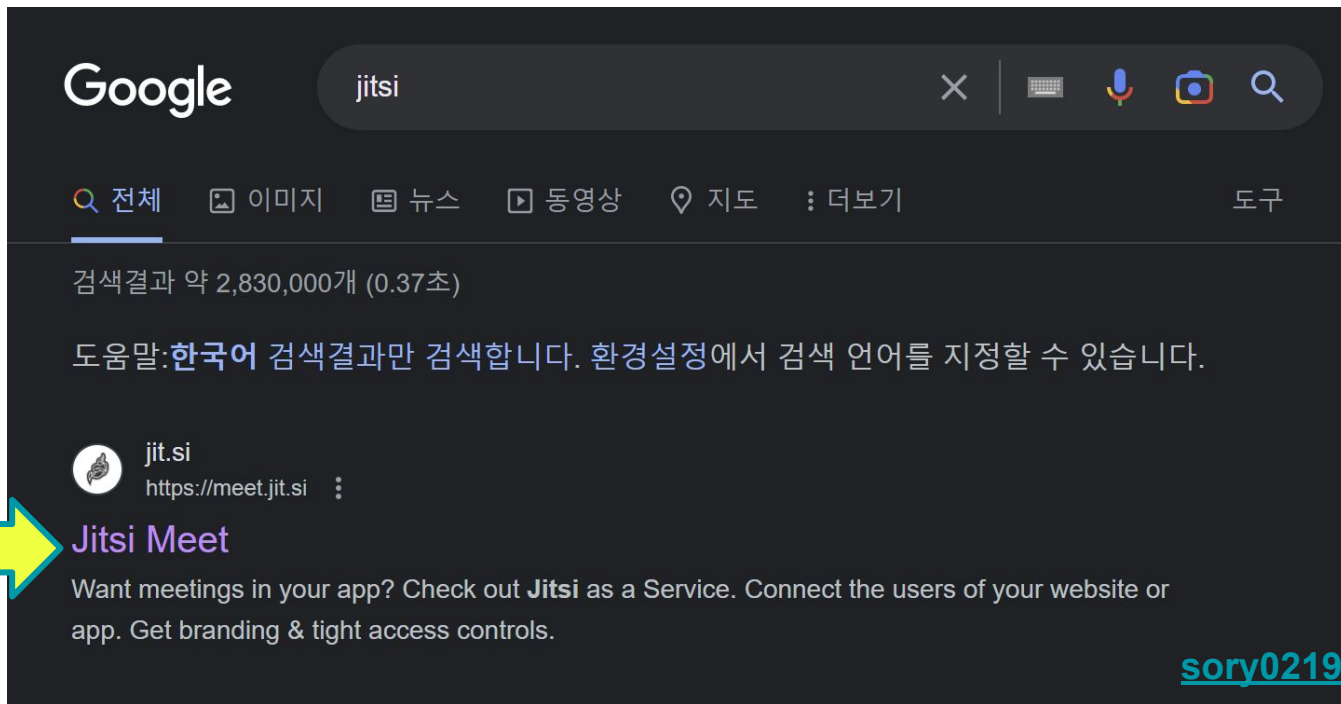 Google
jitsi
전체 이미지 뉴스 동영상 지도 더보기 도구
검색결과 약 2,830,000개 (0.37초)
도움말:한국어 검색결과만 검색합니다. 환경설정에서 검색 언어를 지정할 수 있습니다.
jit.si
https://meet.jit.si
Jitsi Meet
Want meetings in your app? Check out Jitsi as a Service. Connect the users of your website or
app. Get branding & tight access controls.
sory0219